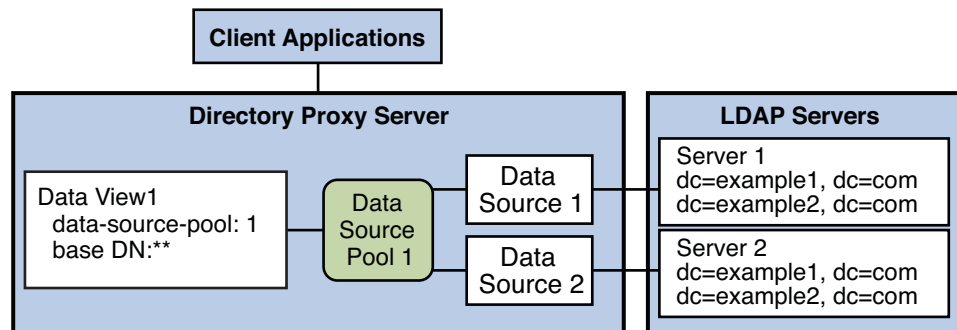 Client Applications
Directory Proxy Server
Data View1
data-source-pool: 1
base DN:**
Data
Source
Pool 1
Data
Source 1
Data
Source 2
LDAP Servers
Server 1
dc=example1, dc=com
dc=example2, dc=com
Server 2
dc=example1, dc=com
dc=example2, dc=com